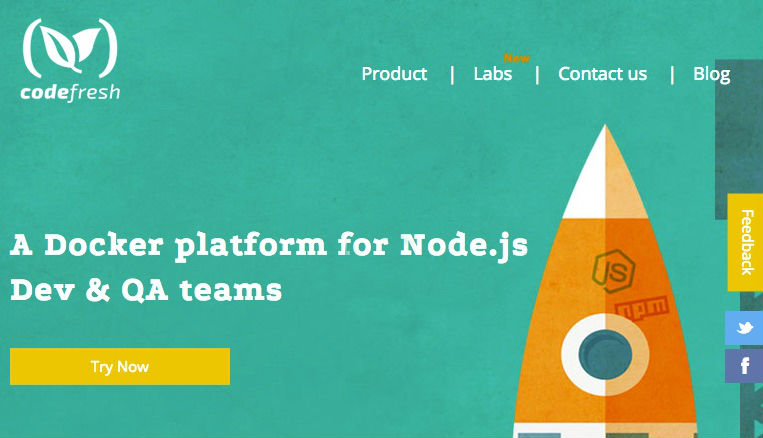 codefresh
New
Product | Labs | Contact us | Blog
A Docker platform for Node.js
Dev & QA teams
Try Now
Feedback
JS
npm
f